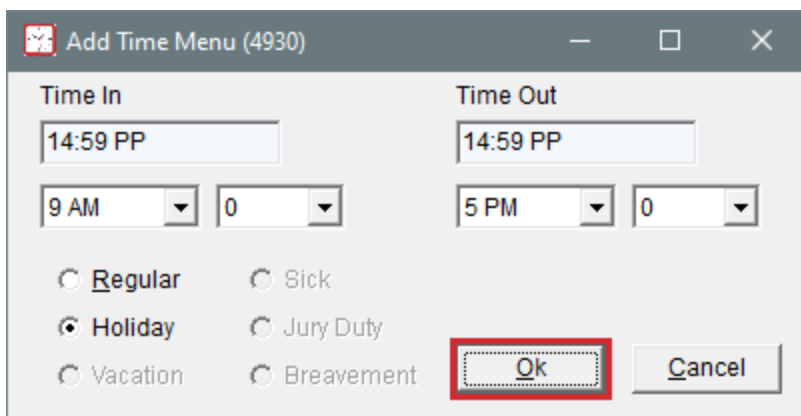 Add Time Menu (4930)
Time In Time Out
14:59 PP 14:59 PP
9 AM 0 5 PM 0
Regular Sick
Holiday Jury Duty
Vacation Breavement Ok Cancel